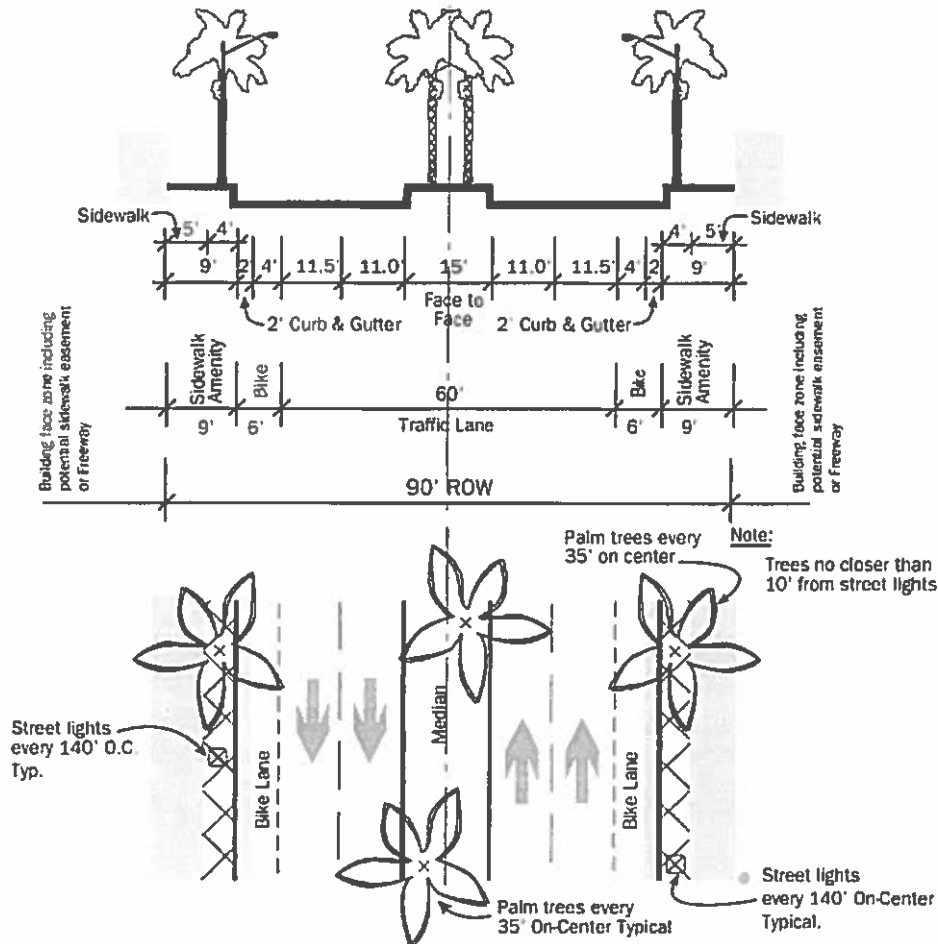 Sidewalk
5'
4'
4'
5'
Sidewalk
9'
2'
4'
11.5'
11.0'
15'
11.0'
11.5'
4'
2'
9'
2' Curb & Gutter
Face to
Face
2' Curb & Gutter
Building face zone including
potential sidewalk easement
or Freeway
Sidewalk
Amenity
Bike
60'
Bike
Sidewalk
Amenity
Building face zone including
potential sidewalk easement
or Freeway
9'
6'
Traffic Lane
6'
9'
90' ROW
Palm trees every
35' on center
Note:
Trees no closer than
10' from street lights
Street lights
every 140' O.C.
Typ.
Bike Lane
Median
Bike Lane
Palm trees every
35' On-Center Typical
Street lights
every 140' On-Center
Typical.